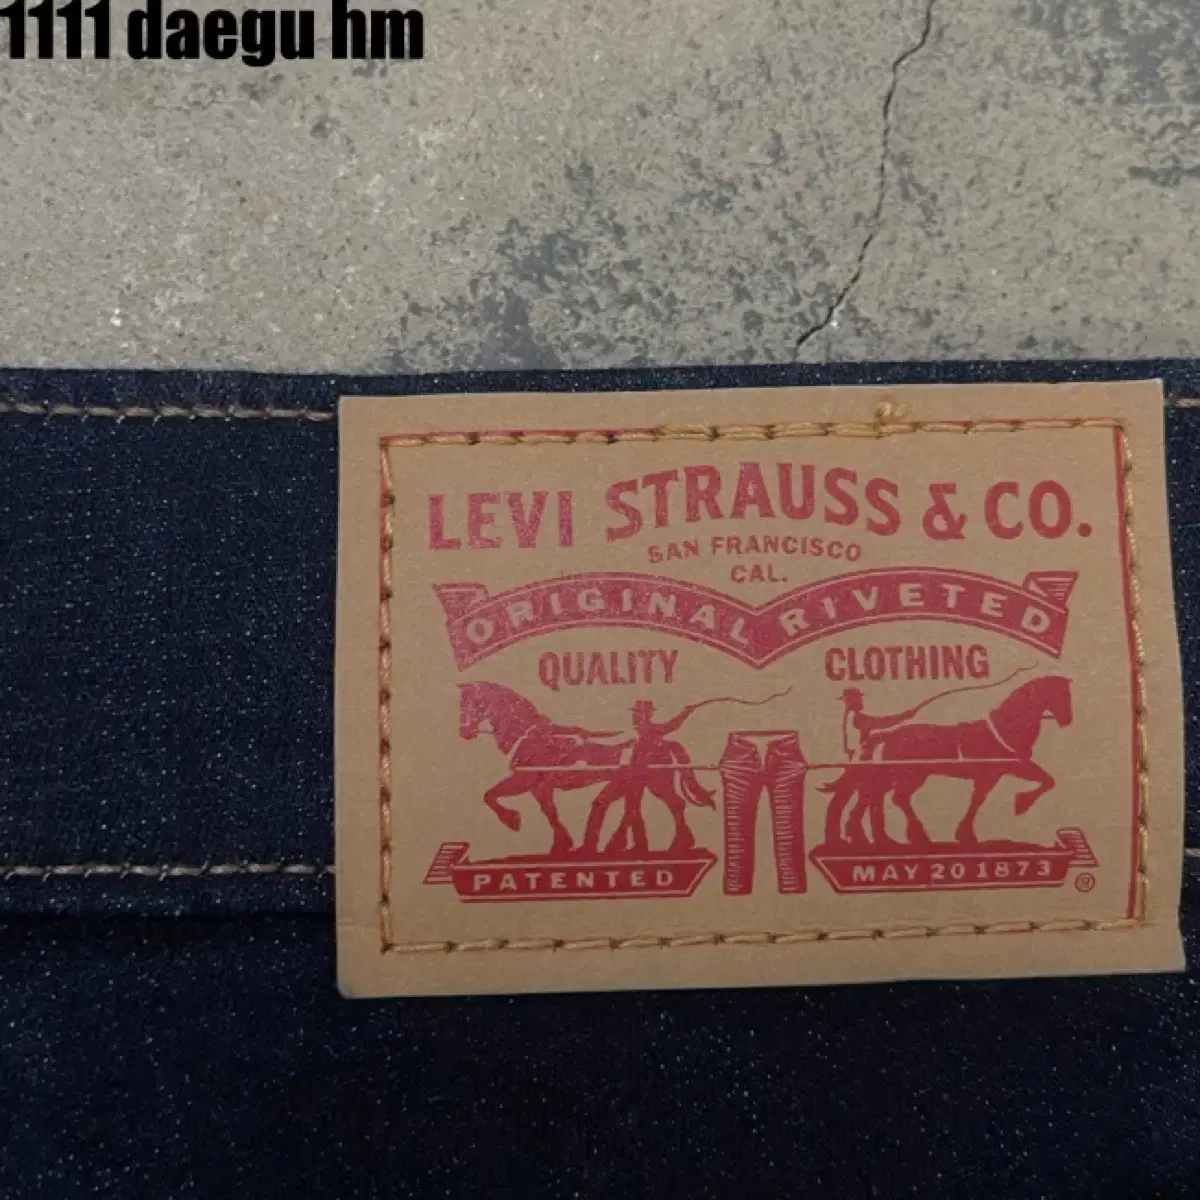 1111 daegu hm
LEVI STRAUSS & CO.
SAN FRANCISCO
CAL.
ORIGINAL RIVETED
QUALITY CLOTHING
PATENTED MAY 20 1873 ®